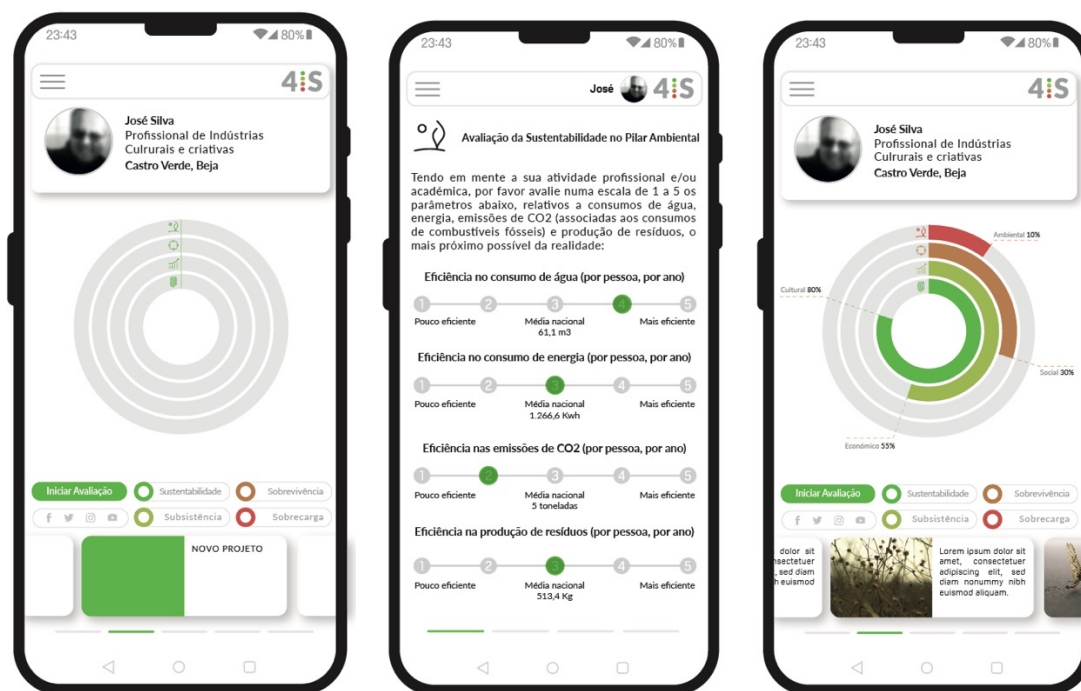 23:43
80%
4:S
José Silva
Profissional de Indústrias
Culrurais e criativas
Castro Verde, Beja
Iniciar Avaliação
Sustentabilidade
Sobrevivência
Subsistência
Sobrecarga
NOVO PROJETO
23:43
80%
José
4:S
Avaliação da Sustentabilidade no Pilar Ambiental
Tendo em mente a sua atividade profissional e/ou
académica, por favor avalie numa escala de 1 a 5 os
parâmetros abaixo, relativos a consumos de água,
energia, emissões de CO2 (associadas aos consumos
de combustíveis fósseis) e produção de resíduos, o
mais próximo possível da realidade:
Eficiência no consumo de água (por pessoa, por ano)
1 2 3 4 5
Pouco eficiente Média nacional Mais eficiente
61,1 m3
Eficiência no consumo de energia (por pessoa, por ano)
1 2 3 4 5
Pouco eficiente Média nacional Mais eficiente
1.266,6 Kwh
Eficiência nas emissões de CO2 (por pessoa, por ano)
1 2 3 4 5
Pouco eficiente Média nacional Mais eficiente
5 toneladas
Eficiência na produção de resíduos (por pessoa, por ano)
1 2 3 4 5
Pouco eficiente Média nacional Mais eficiente
513,4 Kg
23:43
80%
4:S
José Silva
Profissional de Indústrias
Culrurais e criativas
Castro Verde, Beja
Ambiental 10%
Cultural 80%
Social 30%
Económico 55%
Iniciar Avaliação
Sustentabilidade
Sobrevivência
Subsistência
Sobrecarga
dolor sit
nsectetuer
, sed diam
h euismod
Lorem ipsum dolor sit
amet, consectetuer
adipiscing elit, sed
diam nonummy nibh
euismod aliquam.